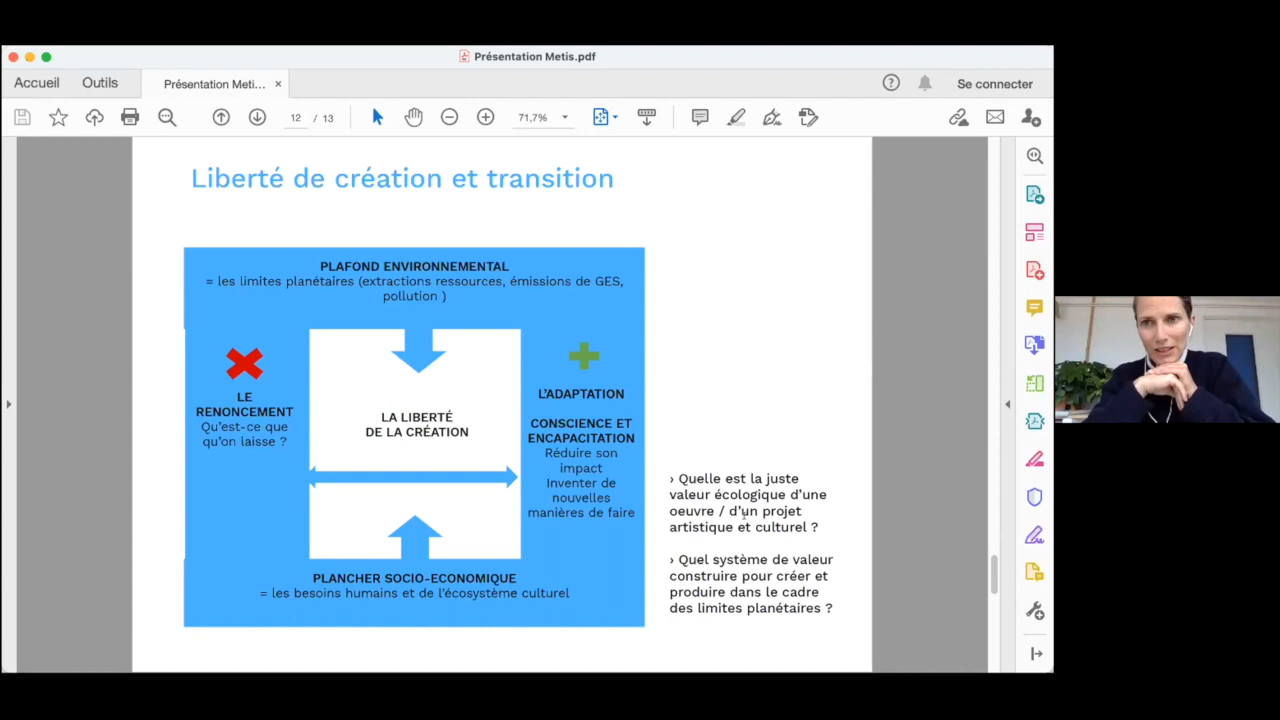 Présentation Metis.pdf
Accueil
Outils
Présentation Meti...
×
?
Se connecter
12 / 13
71,7%
Liberté de création et transition
PLAFOND ENVIRONNEMENTAL
= les limites planétaires (extractions ressources, émissions de GES,
pollution )
LE
RENONCEMENT
Qu'est-ce que
qu'on laisse ?
LA LIBERTÉ
DE LA CRÉATION
L'ADAPTATION
CONSCIENCE ET
ENCAPACITATION
Réduire son
impact
Inventer de
nouvelles
manières de faire
PLANCHER SOCIO-ECONOMIQUE
= les besoins humains et de l'écosystème culturel
› Quelle est la juste
valeur écologique d'une
oeuvre / d'un projet
artistique et culturel ?
› Quel système de valeur
construire pour créer et
produire dans le cadre
des limites planétaires ?